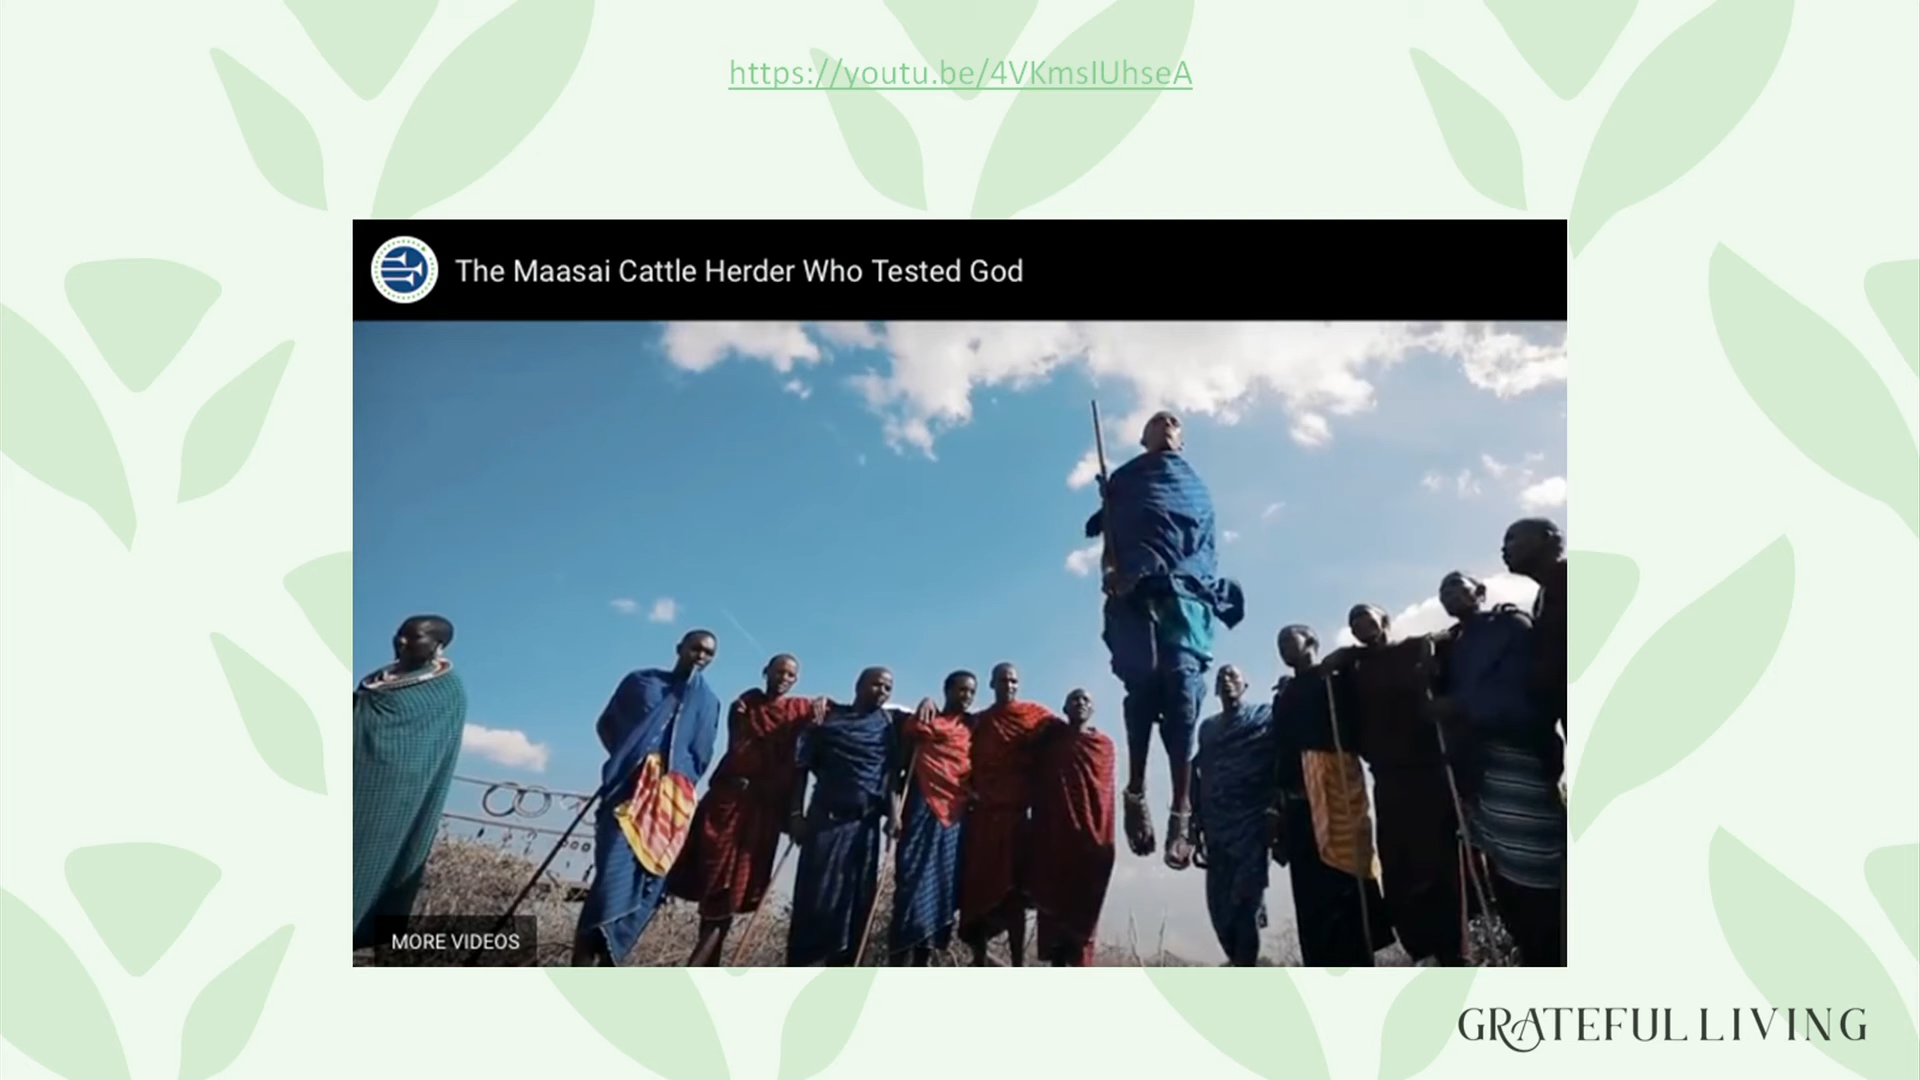 https://youtu.be/4VKmsIUhseA
The Maasai Cattle Herder Who Tested God
MORE VIDEOS
GRATEFUL LIVING